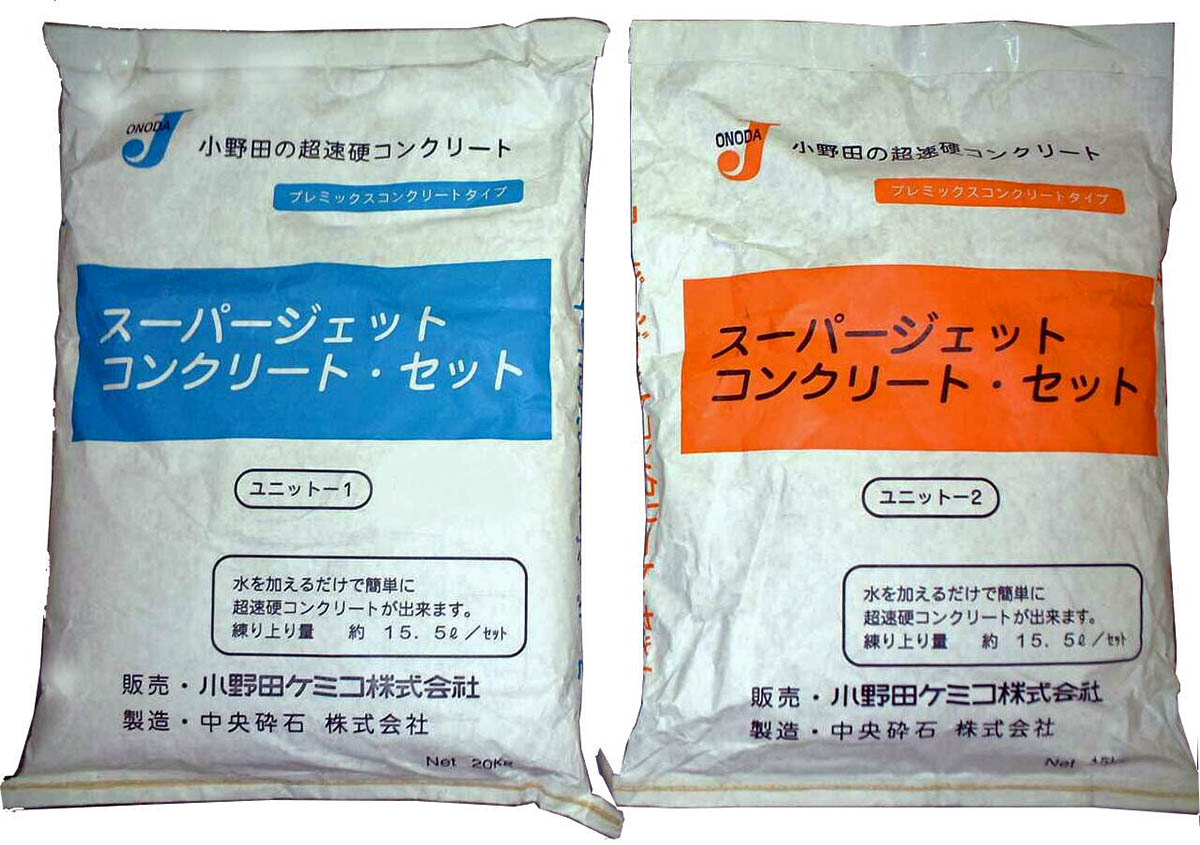 ONODA
J
小野田の超速硬コンクリート
プレミックスコンクリートタイプ
スーパージェット
コンクリート・セット
ユニットー1
水を加えるだけで簡単に
超速硬コンクリートが出来ます。
練り上り量 約 15.5ℓ/ｾｯﾄ
販売・小野田ケミコ株式会社
製造・中央砕石 株式会社
Net 20Kg
ONODA
J
小野田の超速硬コンクリート
プレミックスコンクリートタイプ
スーパージェット
コンクリート・セット
ユニットー2
水を加えるだけで簡単に
超速硬コンクリートが出来ます。
練り上り量 約 15.5ℓ/ｾｯﾄ
販売・小野田ケミコ株式会社
製造・中央砕石 株式会社
Net